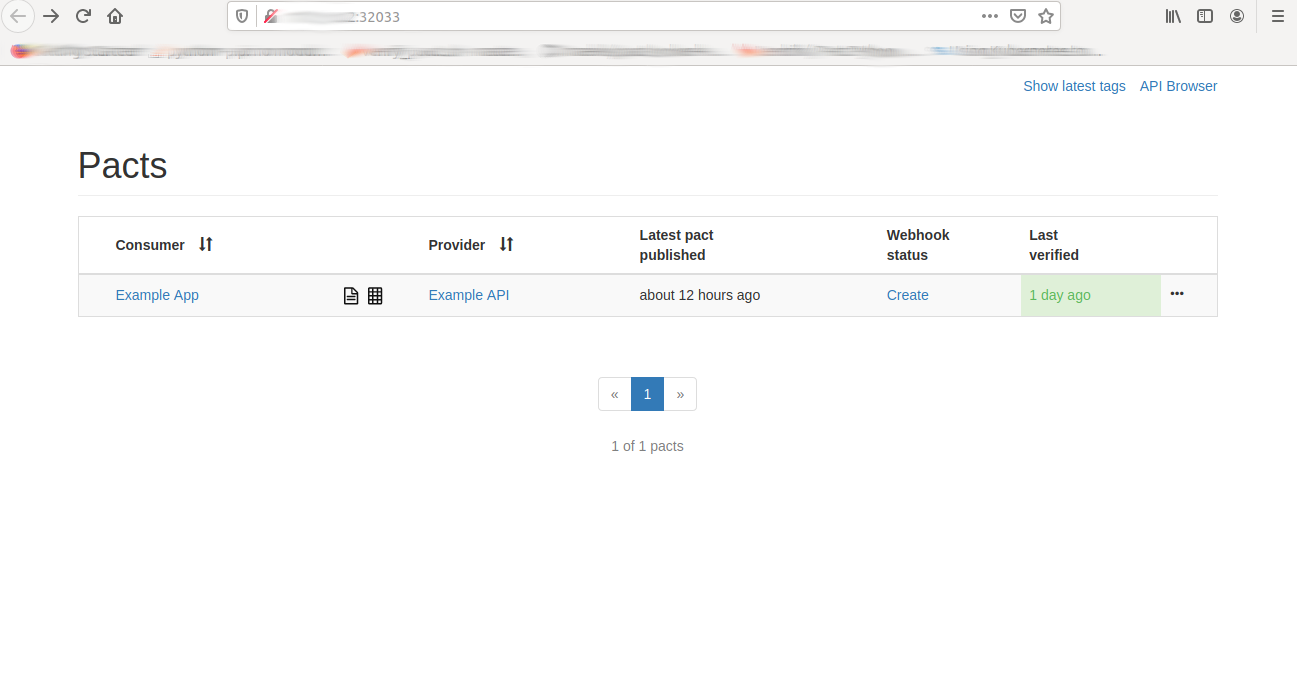 :32033
Show latest tags API Browser
Pacts
Consumer Provider Latest pact published Webhook status Last verified
Example App Example API about 12 hours ago Create 1 day ago
« 1 »
1 of 1 pacts